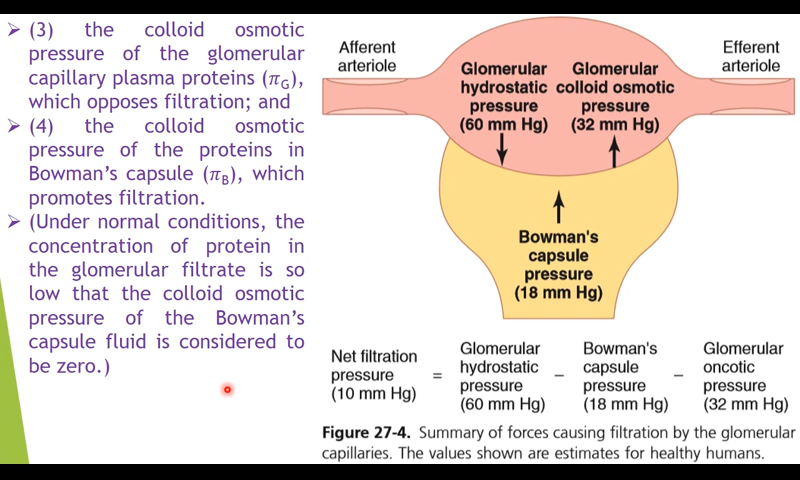 ➢ (3) the colloid osmotic
pressure of the glomerular
capillary plasma proteins (πG),
which opposes filtration; and
➢ (4) the colloid osmotic
pressure of the proteins in
Bowman's capsule (πB), which
promotes filtration.
➢ (Under normal conditions, the
concentration of protein in
the glomerular filtrate is so
low that the colloid osmotic
pressure of the Bowman's
capsule fluid is considered to
be zero.)
Afferent
arteriole
Efferent
arteriole
Glomerular
hydrostatic
pressure
(60 mm Hg)
Glomerular
colloid osmotic
pressure
(32 mm Hg)
Bowman's
capsule
pressure
(18 mm Hg)
Net filtration
pressure
(10 mm Hg)
=
Glomerular
hydrostatic
pressure
(60 mm Hg)
–
Bowman's
capsule
pressure
(18 mm Hg)
–
Glomerular
oncotic
pressure
(32 mm Hg)
Figure 27-4. Summary of forces causing filtration by the glomerular
capillaries. The values shown are estimates for healthy humans.